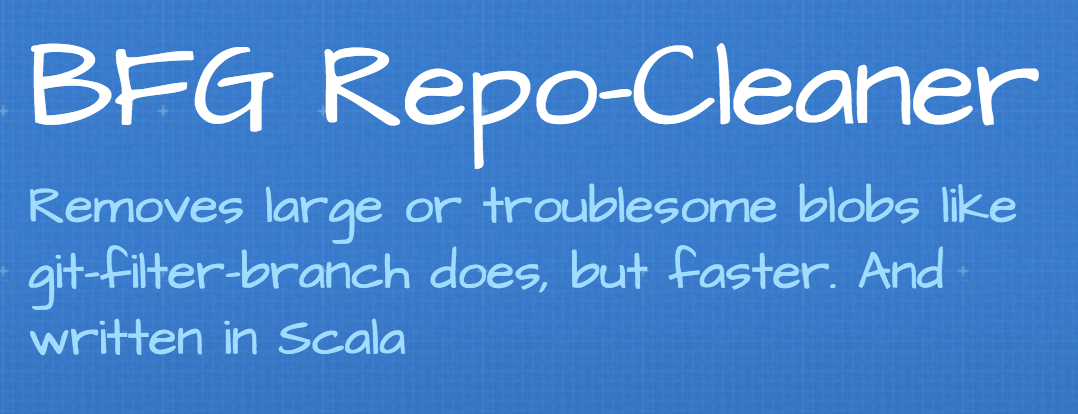 BFG Repo-Cleaner
Removes large or troublesome blobs like
git-filter-branch does, but faster. And
written in Scala